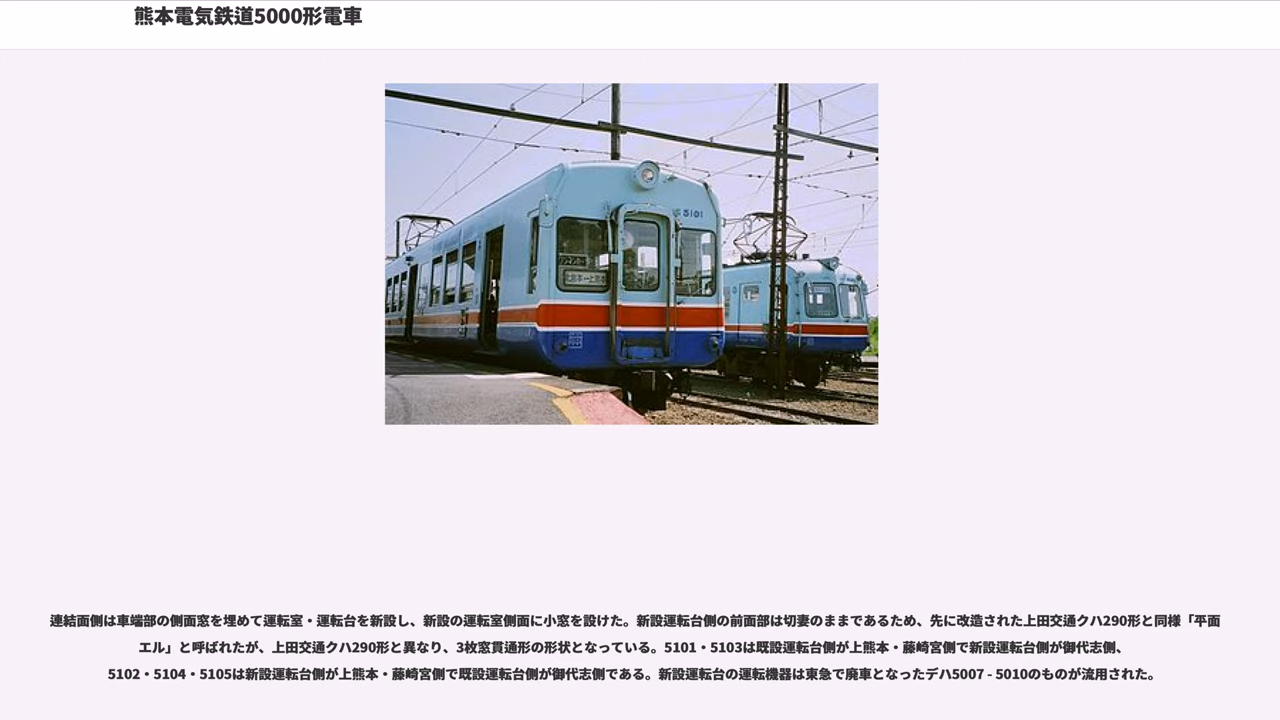 熊本電気鉄道5000形電車
5101
連結面側は車端部の側面窓を埋めて運転室・運転台を新設し、新設の運転室側面に小窓を設けた。新設運転台側の前面部は切妻のままであるため、先に改造された上田交通クハ290形と同様「平面
エル」と呼ばれたが、上田交通クハ290形と異なり、3枚窓貫通形の形状となっている。5101・5103は既設運転台側が上熊本・藤崎宮側で新設運転台側が御代志側、
5102・5104・5105は新設運転台側が上熊本・藤崎宮側で既設運転台側が御代志側である。新設運転台の運転機器は東急で廃車となったデハ5007 - 5010のものが流用された。